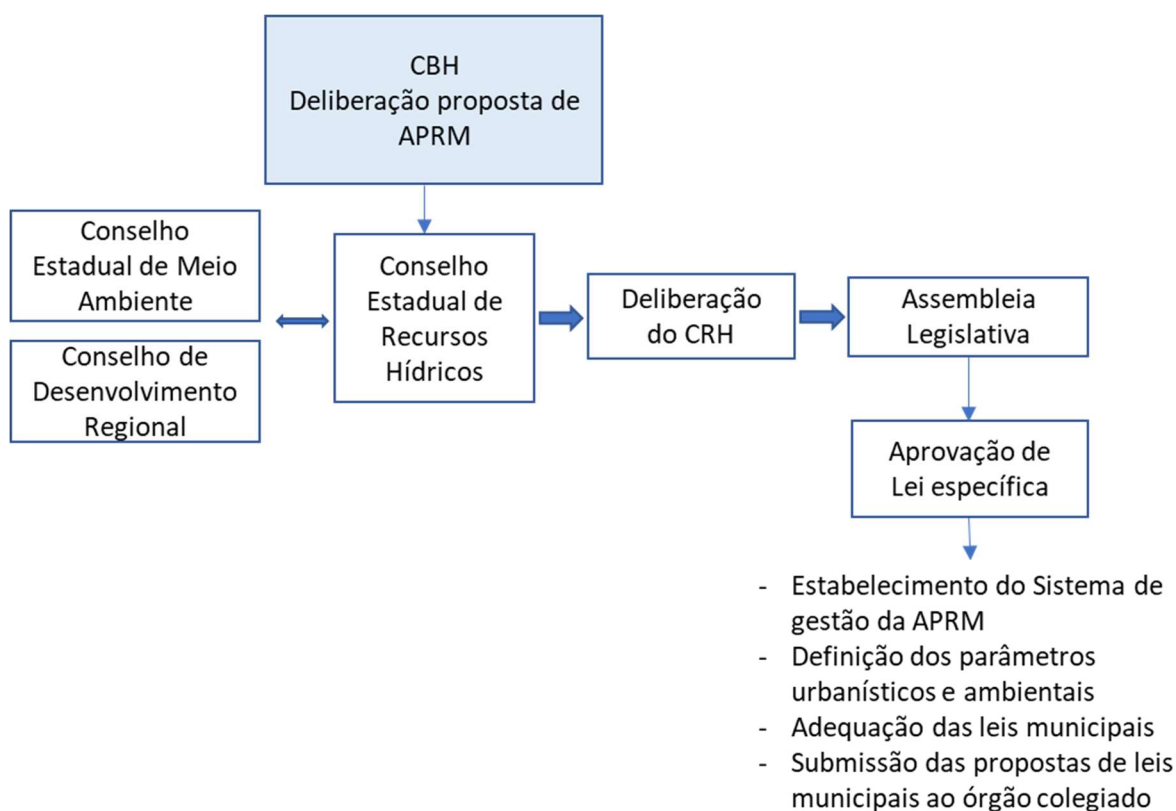 CBH
Deliberação proposta de
APRM
Conselho
Estadual de Meio
Ambiente
Conselho de
Desenvolvimento
Regional
Conselho
Estadual de
Recursos
Hídricos
Deliberação
do CRH
Assembleia
Legislativa
Aprovação de
Lei específica
- Estabelecimento do Sistema de
gestão da APRM
- Definição dos parâmetros
urbanísticos e ambientais
- Adequação das leis municipais
- Submissão das propostas de leis
municipais ao órgão colegiado